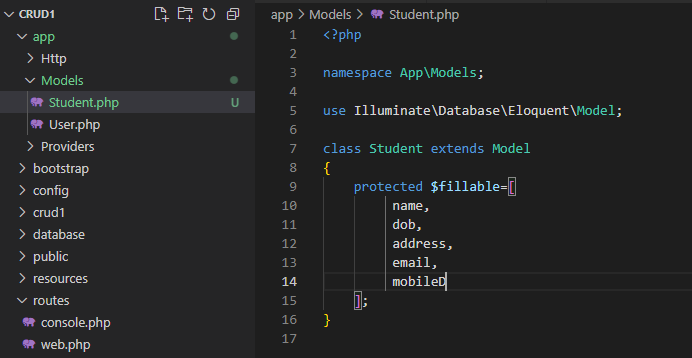 CRUD1
app
Http
Models
Student.php U
User.php
Providers
bootstrap
config
crud1
database
public
resources
routes
console.php
web.php
app > Models > Student.php
1 <?php
2
3 namespace App\Models;
4
5 use Illuminate\Database\Eloquent\Model;
6
7 class Student extends Model
8 {
9 protected $fillable=[
10 name,
11 dob,
12 address,
13 email,
14 mobileD
15 ];
16 }
17